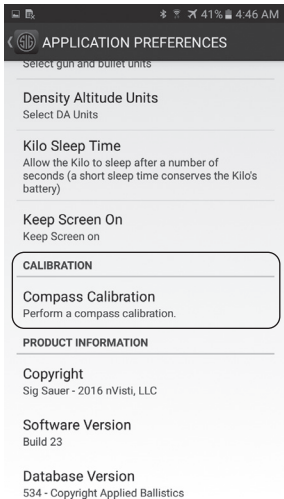 41% 4:46 AM
SIG APPLICATION PREFERENCES
Select gun and bullet units
Density Altitude Units
Select DA Units
Kilo Sleep Time
Allow the Kilo to sleep after a number of
seconds (a short sleep time conserves the Kilo's
battery)
Keep Screen On
Keep Screen on
CALIBRATION
Compass Calibration
Perform a compass calibration.
PRODUCT INFORMATION
Copyright
Sig Sauer - 2016 nVisti, LLC
Software Version
Build 23
Database Version
534 - Copyright Applied Ballistics